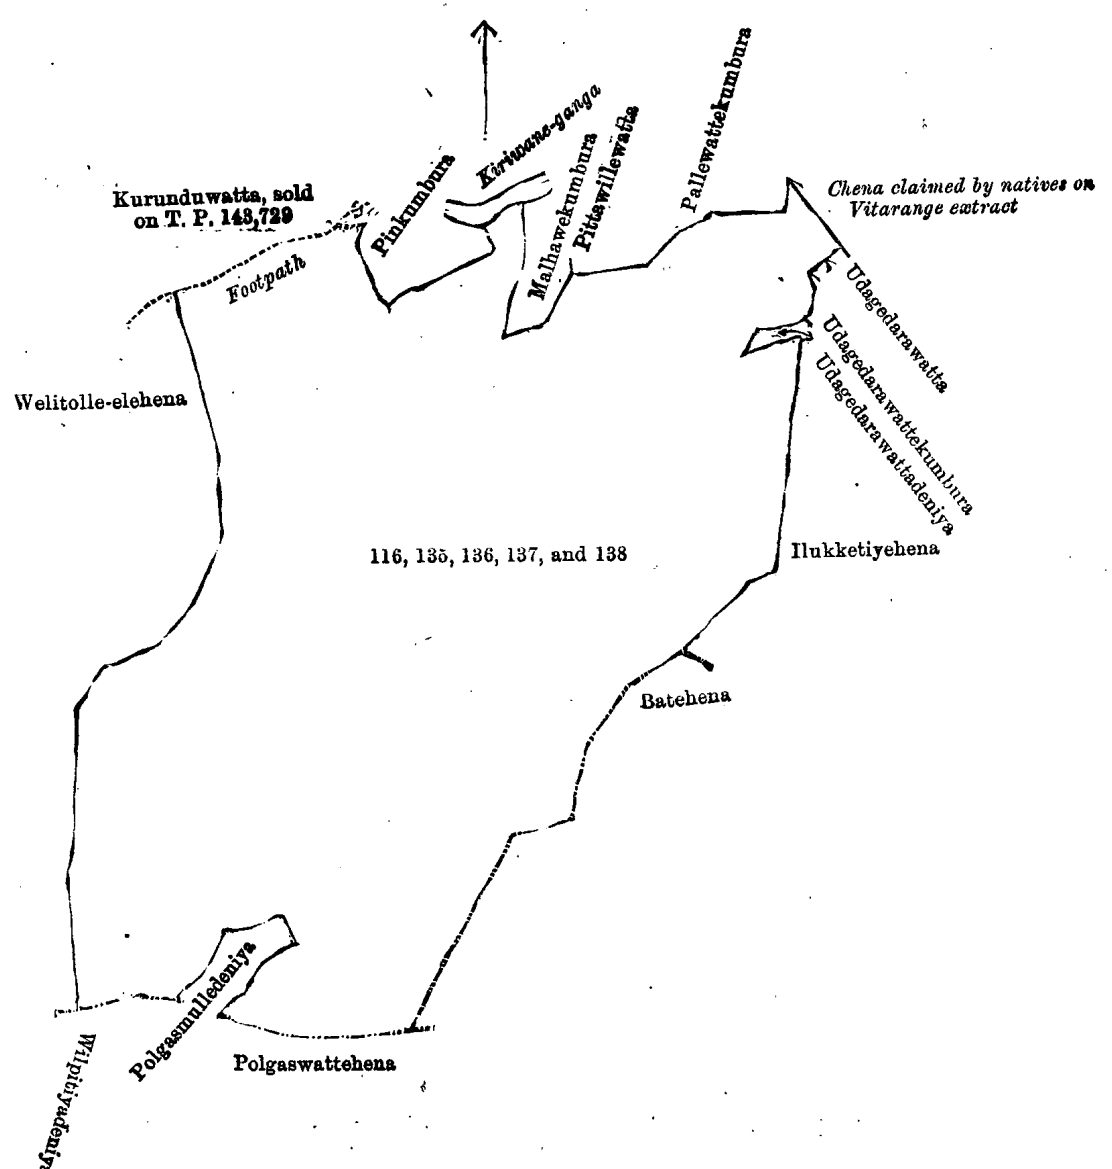 Kurunduwatta, sold
on T. P. 143,729
Footpath
Pinkumbura
Kiriwane-ganga
Malhawekumbura
Pittawillewatta
Pallewattekumbura
Chena claimed by natives on
Vitarange extract
Udagedarawatta
Udagedarawattekumbura
Udagedarawattadeniya
Welitolle-elehena
116, 135, 136, 137, and 138
Ilukketiyehena
Batehena
Polgasmulledeniya
Polgaswattehena
Wilpitiyadeniya